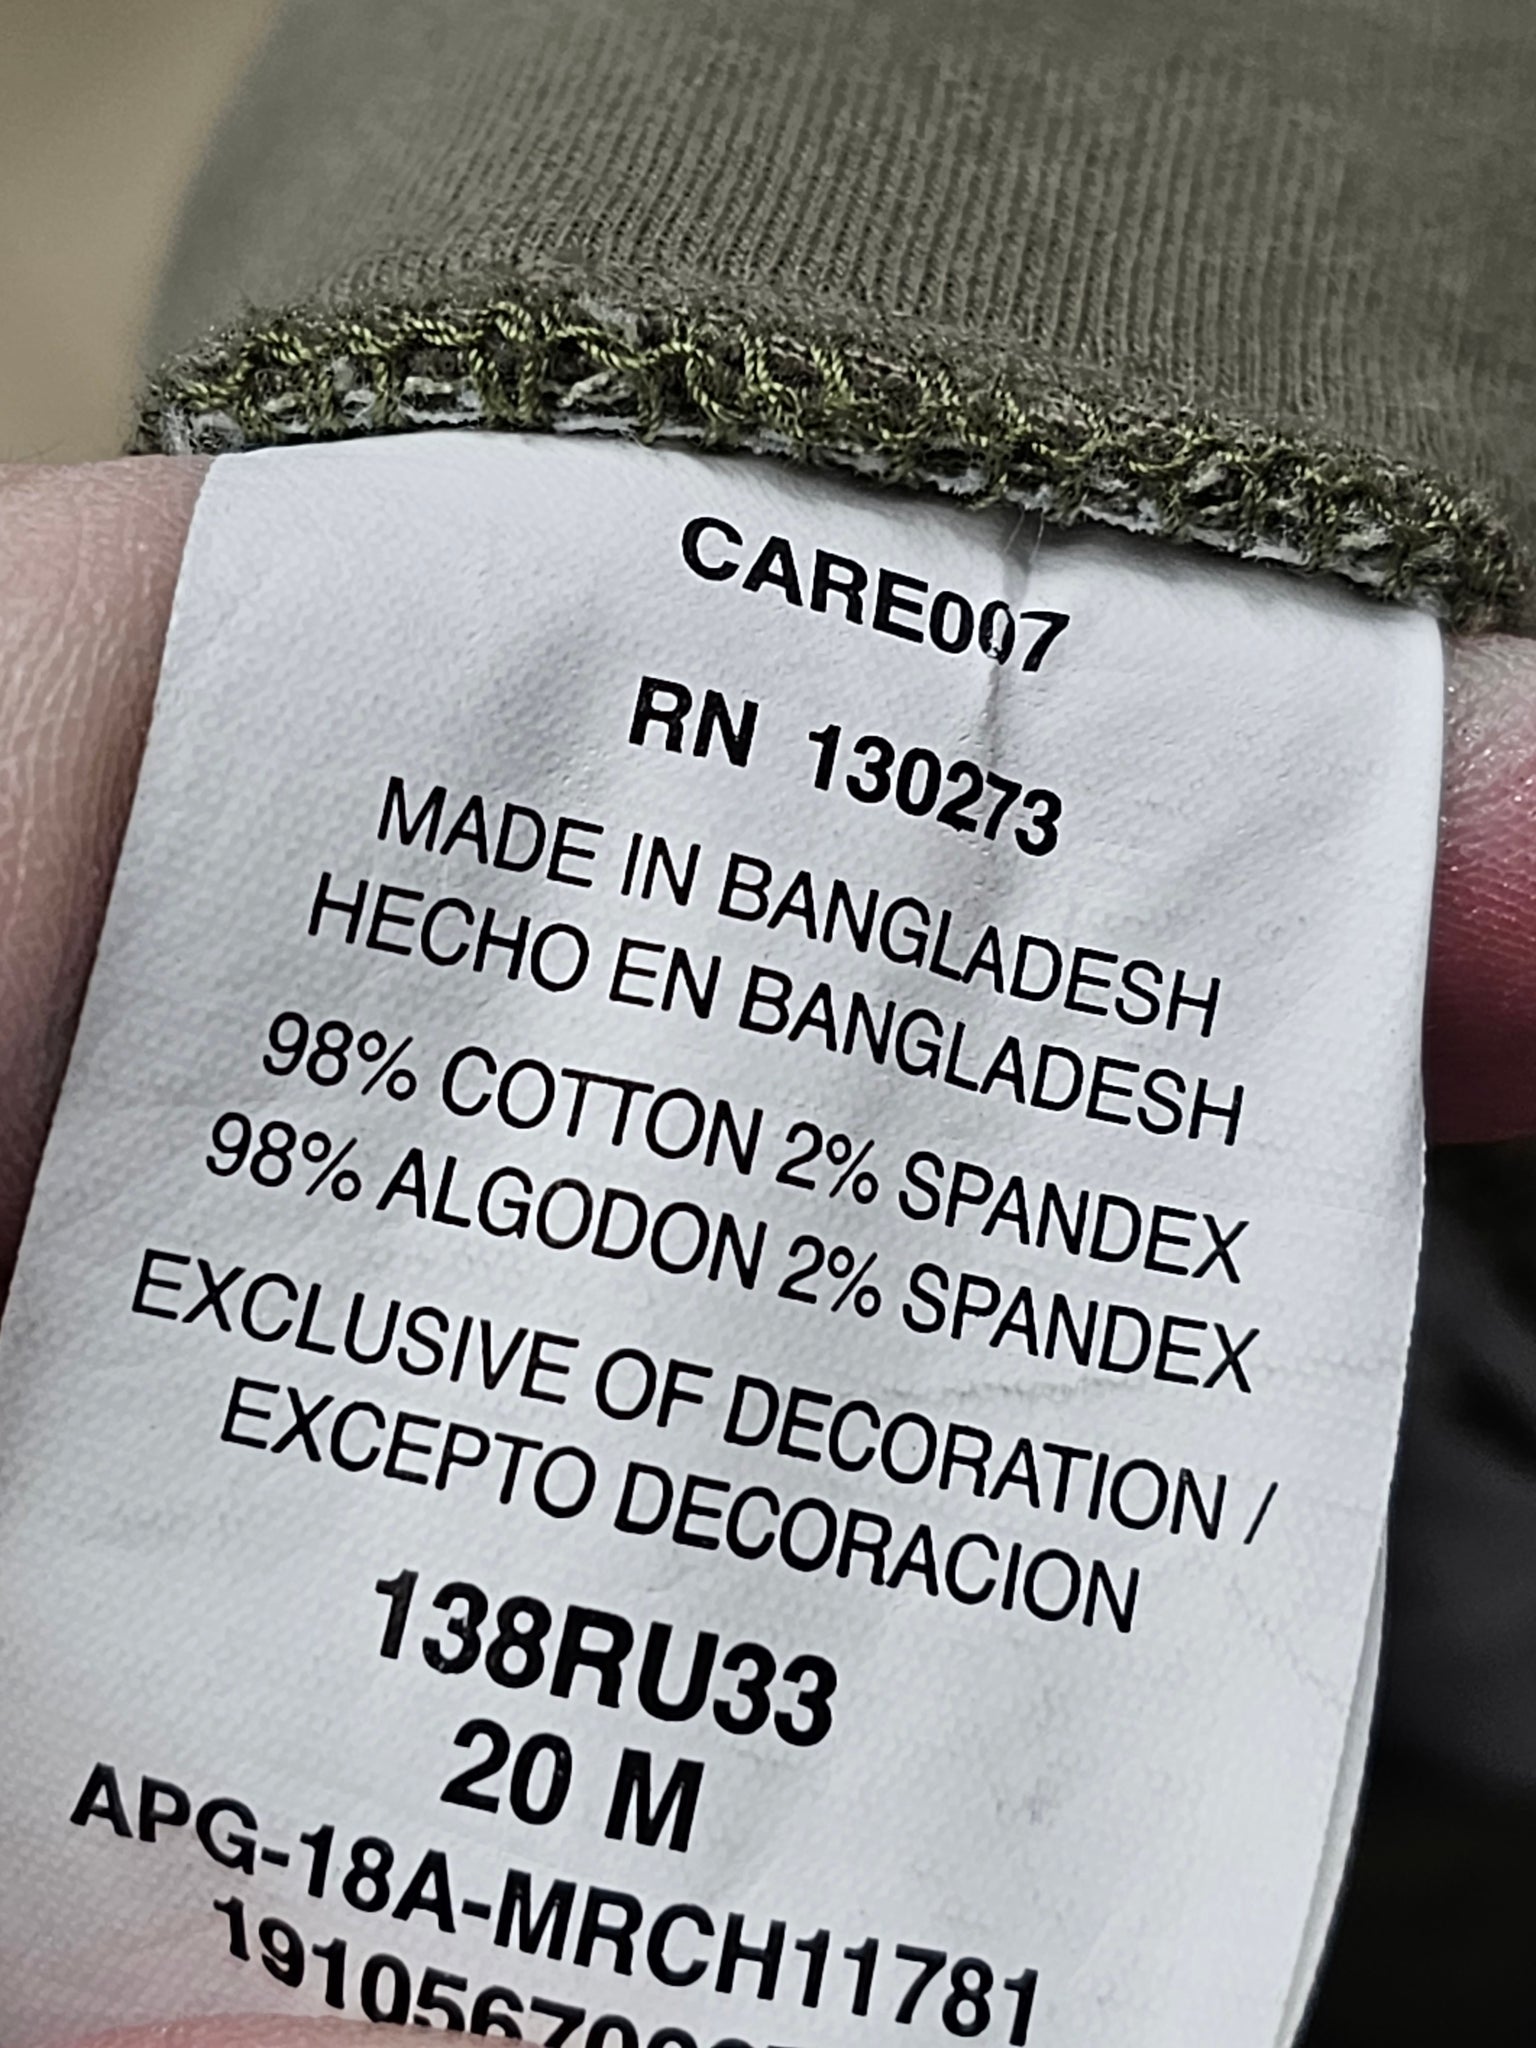 CARE007
RN 130273
MADE IN BANGLADESH
HECHO EN BANGLADESH
98% COTTON 2% SPANDEX
98% ALGODON 2% SPANDEX
EXCLUSIVE OF DECORATION /
EXCEPTO DECORACION
138RU33
20 M
APG-18A-MRCH11781